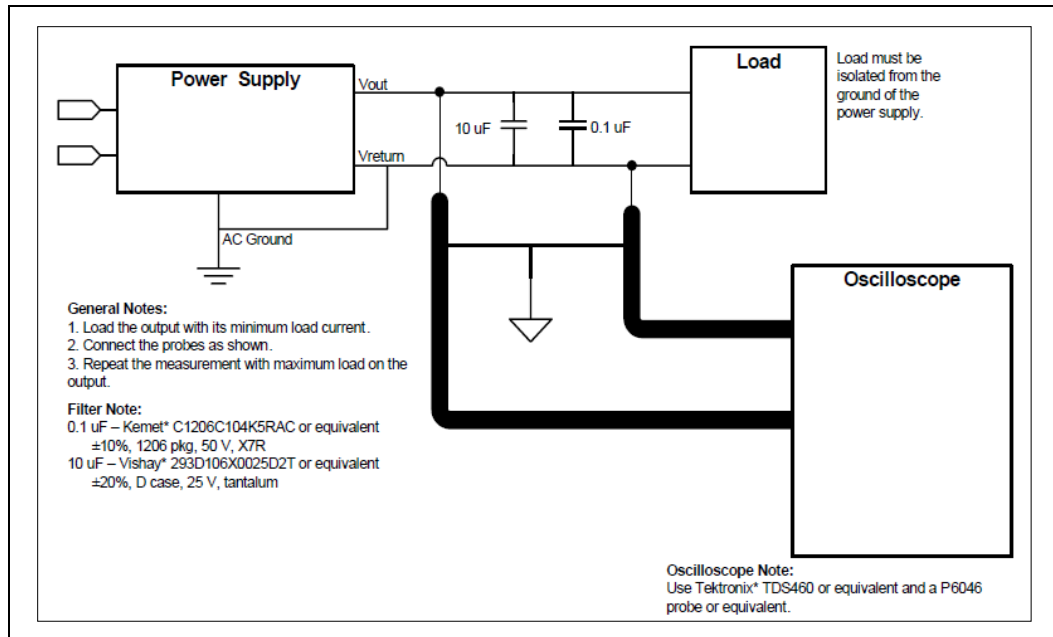 Power Supply
Vout
Vreturn
AC Ground
10 uF
0.1 uF
Load
Load must be
isolated from the
ground of the
power supply.
Oscilloscope
General Notes:
1. Load the output with its minimum load current.
2. Connect the probes as shown.
3. Repeat the measurement with maximum load on the
output.
Filter Note:
0.1 uF – Kemet* C1206C104K5RAC or equivalent
±10%, 1206 pkg, 50 V, X7R
10 uF – Vishay* 293D106X0025D2T or equivalent
±20%, D case, 25 V, tantalum
Oscilloscope Note:
Use Tektronix* TDS460 or equivalent and a P6046
probe or equivalent.